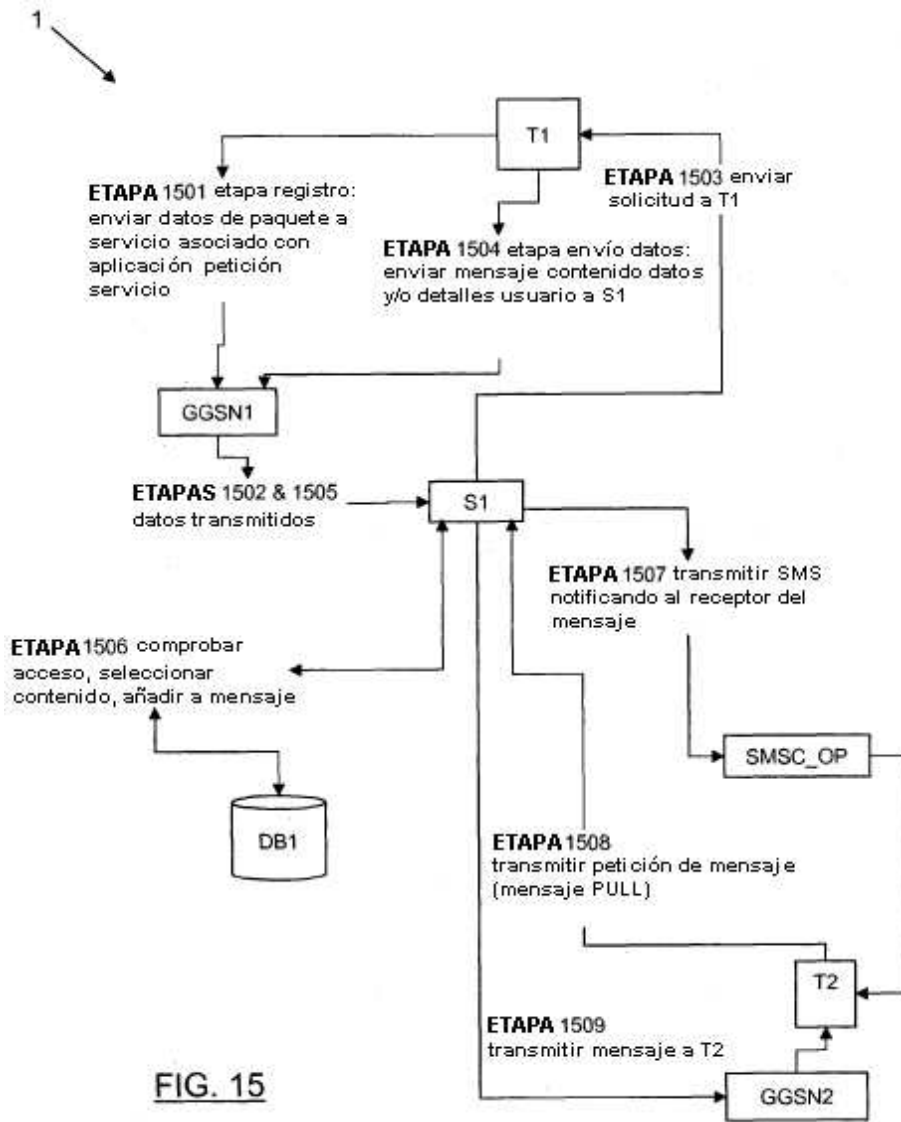 1
T1
ETAPA 1501 etapa registro:
enviar datos de paquete a
servicio asociado con
aplicación petición
servicio
ETAPA 1503 enviar
solicitud a T1
ETAPA 1504 etapa envío datos:
enviar mensaje contenido datos
y/o detalles usuario a S1
GGSN1
ETAPAS 1502 & 1505
datos transmitidos
S1
ETAPA 1507 transmitir SMS
notificando al receptor del
mensaje
ETAPA 1506 comprobar
acceso, seleccionar
contenido, añadir a mensaje
SMSC_OP
DB1
ETAPA 1508
transmitir petición de mensaje
(mensaje PULL)
T2
ETAPA 1509
transmitir mensaje a T2
GGSN2
FIG. 15